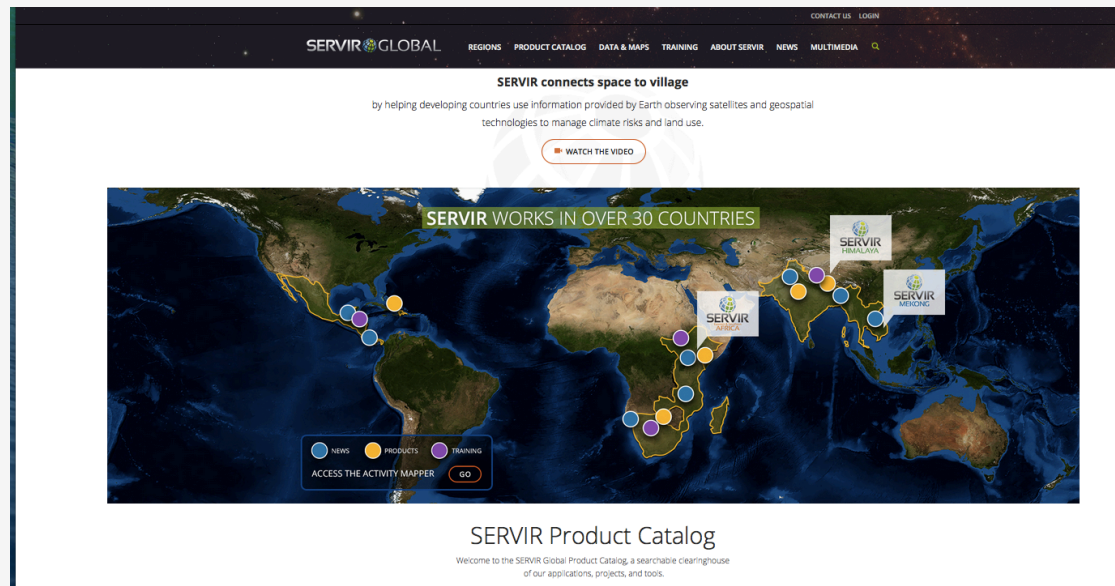 CONTACT US LOGIN
SERVIR GLOBAL REGIONS PRODUCT CATALOG DATA & MAPS TRAINING ABOUT SERVIR NEWS MULTIMEDIA
SERVIR connects space to village
by helping developing countries use information provided by Earth observing satellites and geospatial
technologies to manage climate risks and land use.
WATCH THE VIDEO
SERVIR WORKS IN OVER 30 COUNTRIES
SERVIR
HIMALAYA
SERVIR
MEKONG
SERVIR
AFRICA
NEWS PRODUCTS TRAINING
ACCESS THE ACTIVITY MAPPER GO
SERVIR Product Catalog
Welcome to the SERVIR Global Product Catalog, a searchable clearinghouse
of our applications, projects, and tools.